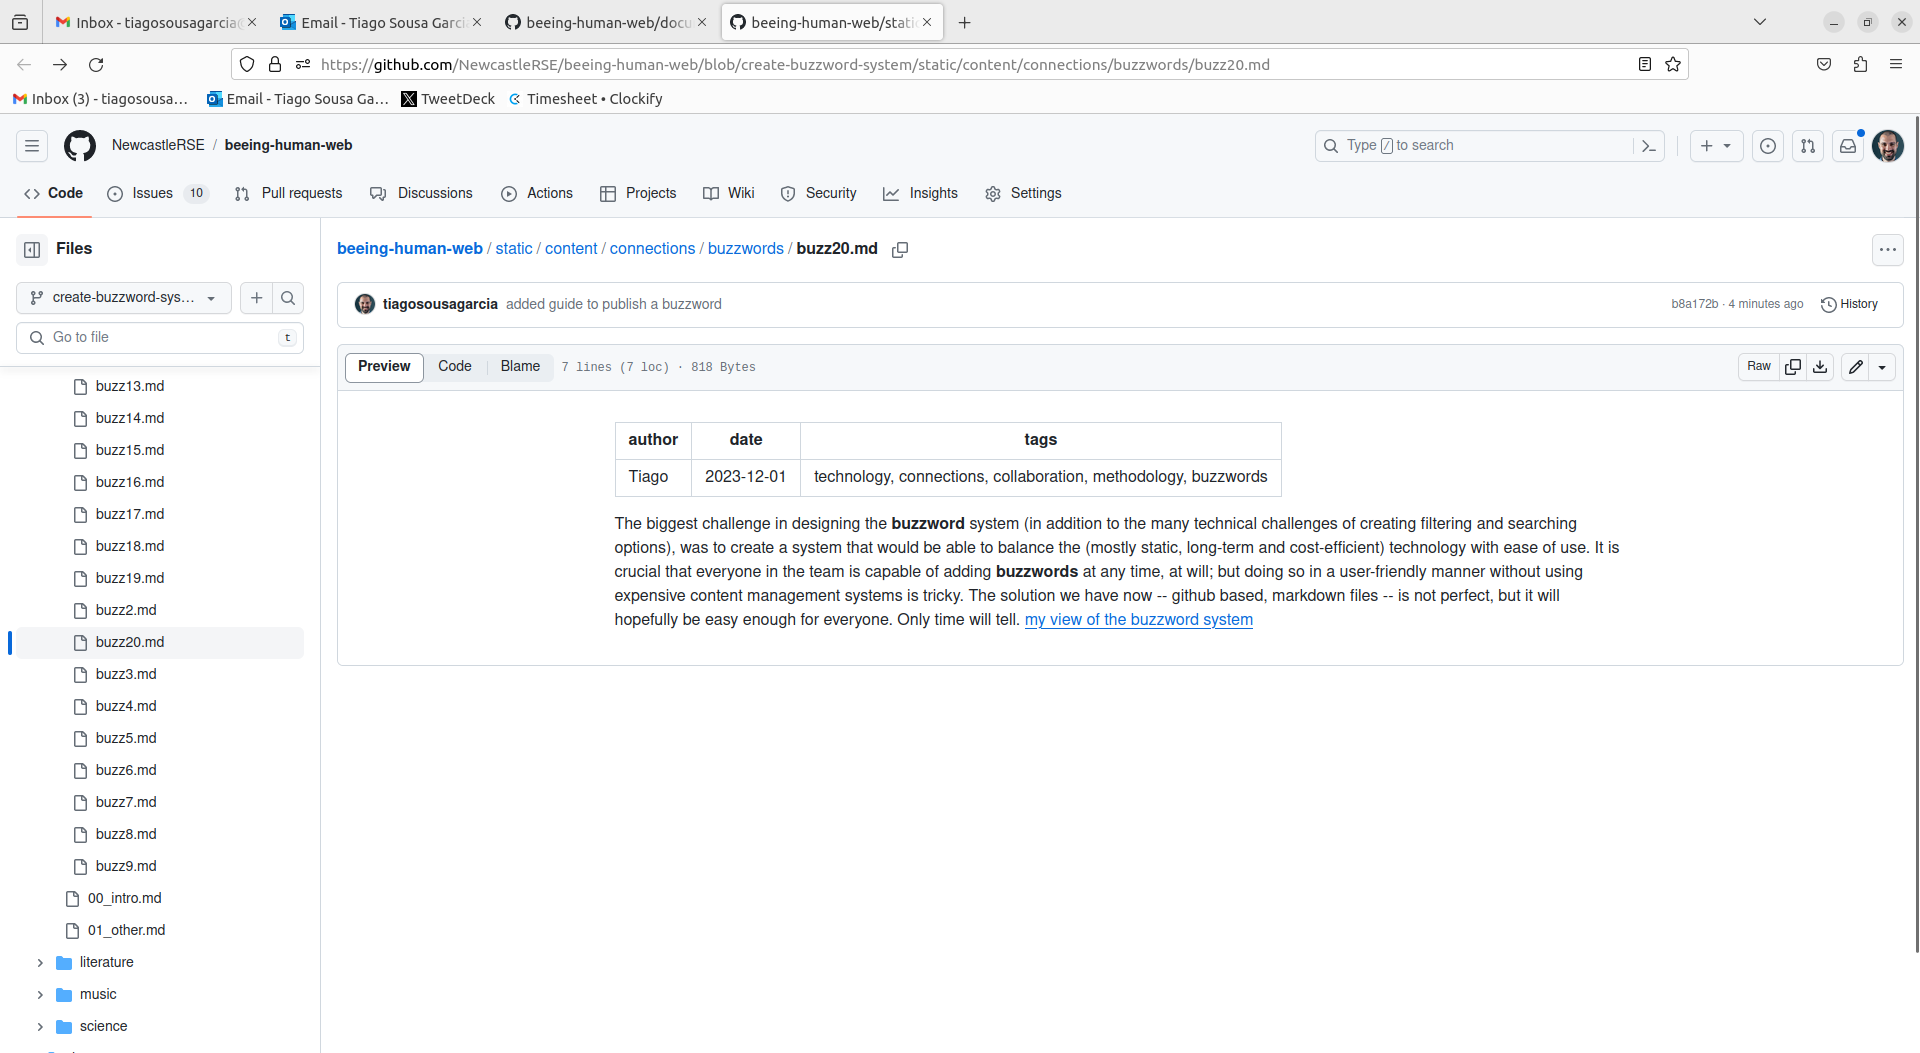 Inbox - tiagosousagarcia@
Email - Tiago Sousa Garci
beeing-human-web/docu
beeing-human-web/stati
https://github.com/NewcastleRSE/beeing-human-web/blob/create-buzzword-system/static/content/connections/buzzwords/buzz20.md
Inbox (3) - tiagosousa…
Email - Tiago Sousa Ga…
TweetDeck
Timesheet • Clockify
NewcastleRSE / beeing-human-web
Type / to search
Code
Issues 10
Pull requests
Discussions
Actions
Projects
Wiki
Security
Insights
Settings
Files
create-buzzword-sys...
Go to file
t
buzz13.md
buzz14.md
buzz15.md
buzz16.md
buzz17.md
buzz18.md
buzz19.md
buzz2.md
buzz20.md
buzz3.md
buzz4.md
buzz5.md
buzz6.md
buzz7.md
buzz8.md
buzz9.md
00_intro.md
01_other.md
literature
music
science
beeing-human-web / static / content / connections / buzzwords / buzz20.md
tiagosousagarcia added guide to publish a buzzword
b8a172b · 4 minutes ago
History
Preview
Code
Blame
7 lines (7 loc) · 818 Bytes
Raw
author date tags
Tiago 2023-12-01 technology, connections, collaboration, methodology, buzzwords
The biggest challenge in designing the buzzword system (in addition to the many technical challenges of creating filtering and searching
options), was to create a system that would be able to balance the (mostly static, long-term and cost-efficient) technology with ease of use. It is
crucial that everyone in the team is capable of adding buzzwords at any time, at will; but doing so in a user-friendly manner without using
expensive content management systems is tricky. The solution we have now -- github based, markdown files -- is not perfect, but it will
hopefully be easy enough for everyone. Only time will tell. my view of the buzzword system